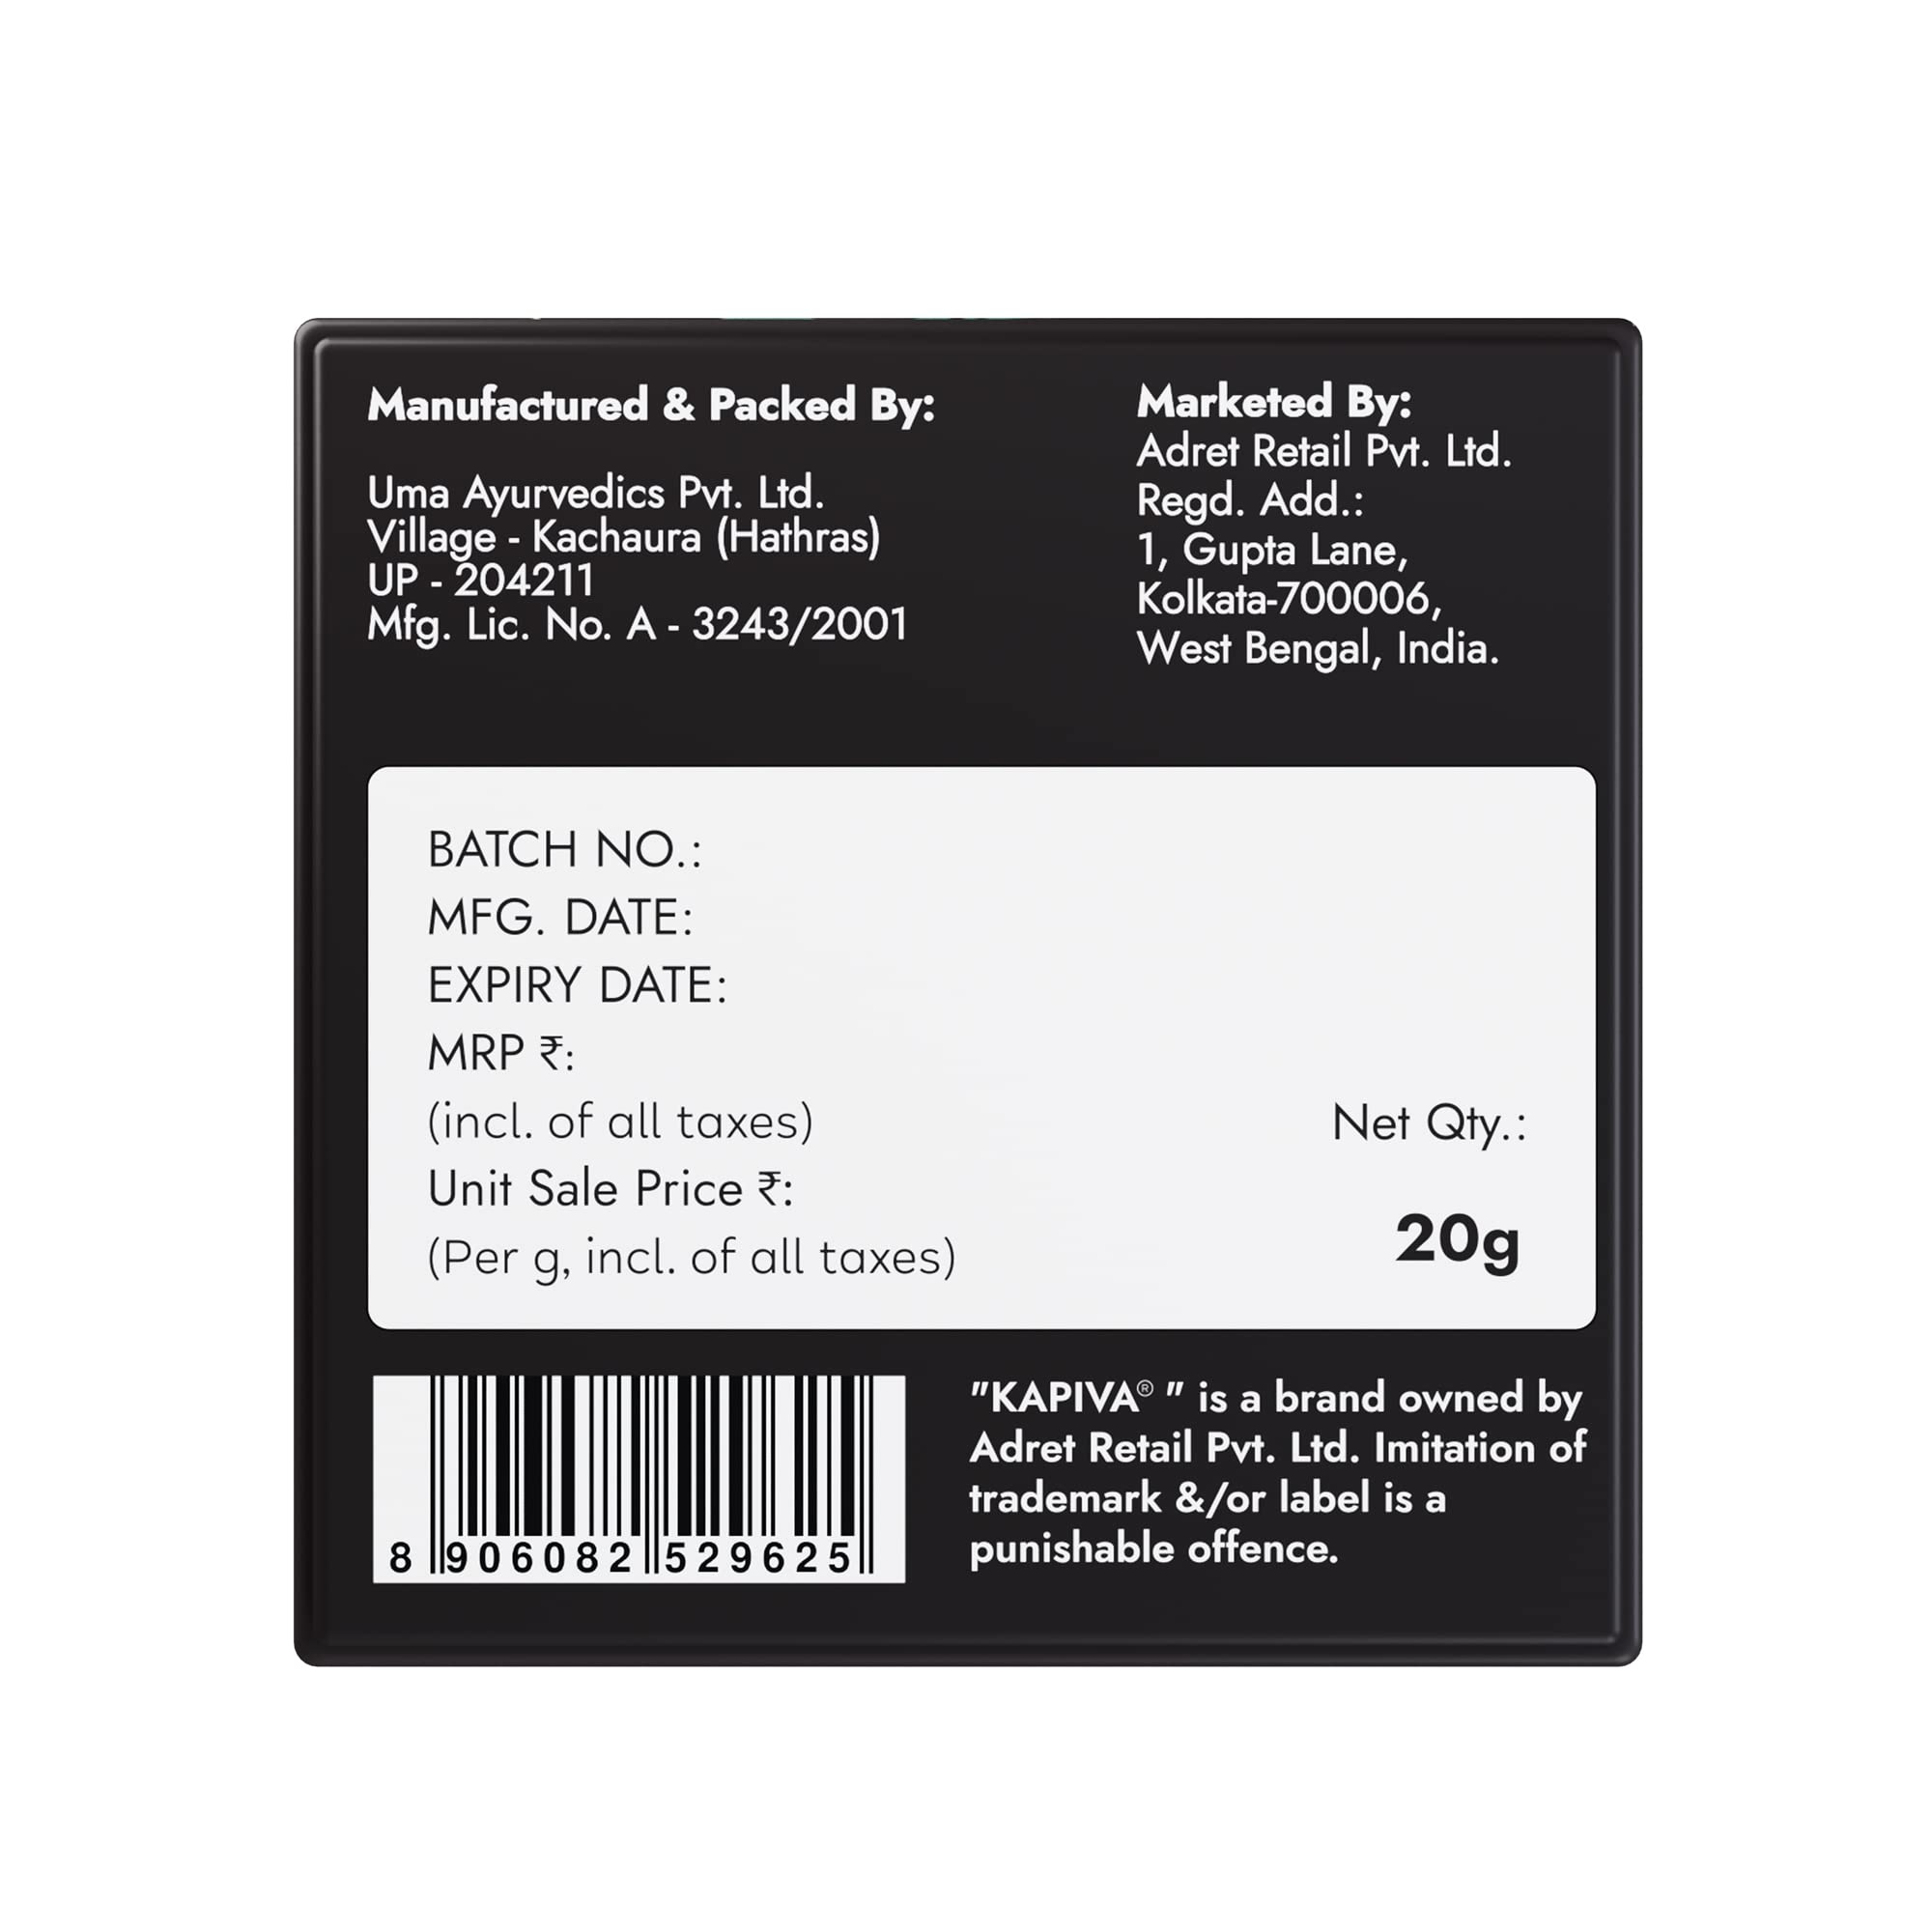 Manufactured & Packed By:
Uma Ayurvedics Pvt. Ltd.
Village - Kachaura (Hathras)
UP - 204211
Mfg. Lic. No. A - 3243/2001
Marketed By:
Adret Retail Pvt. Ltd.
Regd. Add.:
1, Gupta Lane,
Kolkata-700006,
West Bengal, India.
BATCH NO.:
MFG. DATE:
EXPIRY DATE:
MRP ₹:
(incl. of all taxes)
Unit Sale Price ₹:
(Per g, incl. of all taxes)
Net Qty.:
20g
8 906082 529625
"KAPIVA® " is a brand owned by
Adret Retail Pvt. Ltd. Imitation of
trademark &/or label is a
punishable offence.